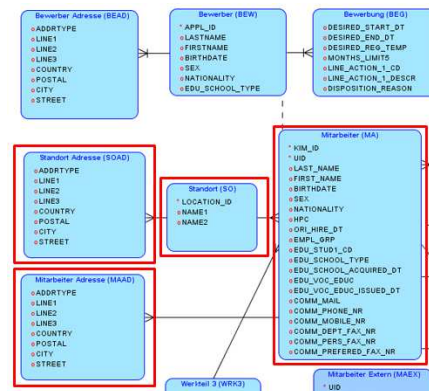 Bewerber Adresse (BEAD)
ADDRTYPE
LINE1
LINE2
LINE3
COUNTRY
POSTAL
CITY
STREET
Bewerber (BEW)
* APPL_ID
LASTNAME
FIRSTNAME
BIRTHDATE
SEX
NATIONALITY
EDU_SCHOOL_TYPE
Bewerbung (BEG)
DESIRED_START_DT
DESIRED_END_DT
DESIRED_REG_TEMP
MONTHS_LIMITS
LINE_ACTION_1_CD
LINE_ACTION_1_DESCR
DISPOSITION_REASON
Standort Adresse (SOAD)
ADDRTYPE
LINE1
LINE2
LINE3
COUNTRY
POSTAL
CITY
STREET
Standort (SO)
* LOCATION_ID
NAME1
NAME2
Mitarbeiter (MA)
* KIM_ID
* UID
LAST_NAME
FIRST_NAME
BIRTHDATE
SEX
NATIONALITY
HPC
ORI_HIRE_DT
EMPL_GRP
EDU_STUD1_CD
EDU_SCHOOL_TYPE
EDU_SCHOOL_ACQUIRED_DT
EDU_VOC_EDUC
EDU_VOC_EDUC_ISSUED_DT
COMM_MAIL
COMM_PHONE_NR
COMM_MOBILE_NR
COMM_DEPT_FAX_NR
COMM_PERS_FAX_NR
COMM_PREFERED_FAX_NR
Mitarbeiter Adresse (MAAD)
ADDRTYPE
LINE1
LINE2
LINE3
COUNTRY
POSTAL
CITY
STREET
Werkteil 3 (WRK3)
Mitarbeiter Extern (MAEX)
* UID